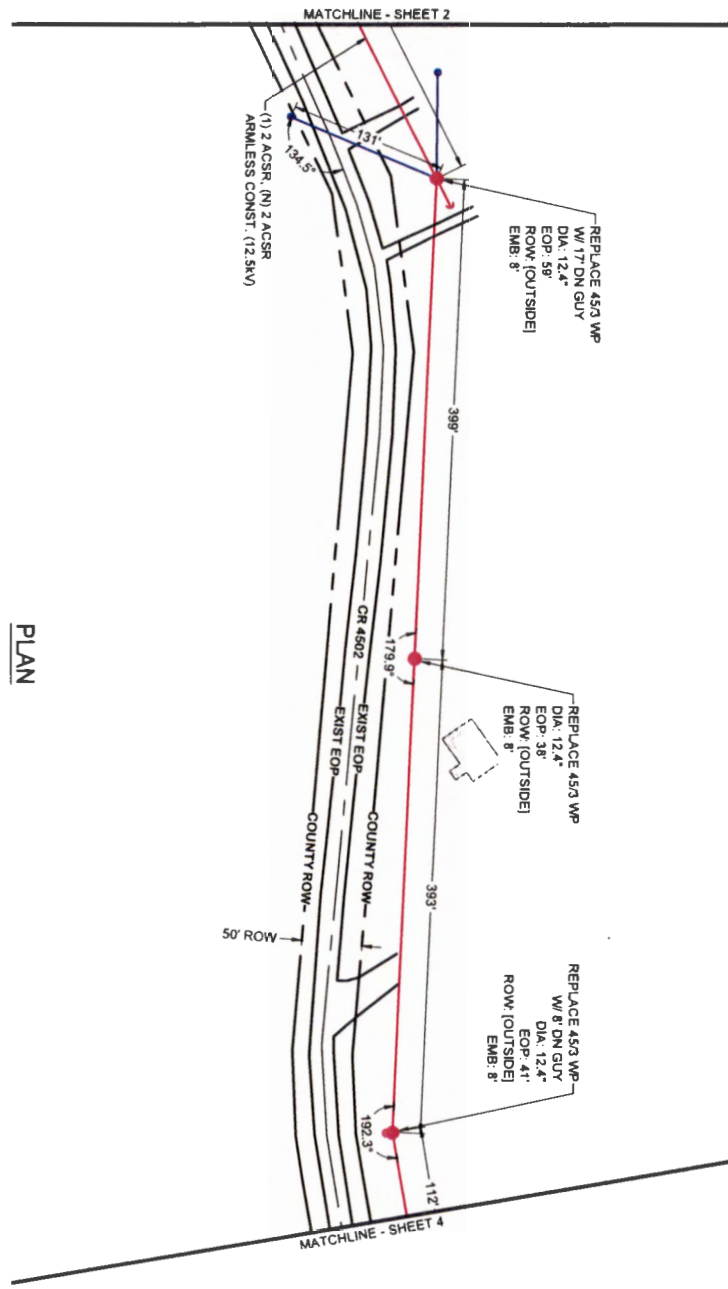 MATCHLINE - SHEET 2
(1) 2 ACSR, (N) 2 ACSR
ARMLESS CONST. (12.5kV)
134.5°
131'
REPLACE 45/3 WP
W/ 17' DN GUY
DIA: 12.4"
EOP: 59'
ROW: [OUTSIDE]
EMB: 8'
399'
CR 4502
EXIST EOP
EXIST EOP
179.9°
REPLACE 45/3 WP
DIA: 12.4"
EOP: 38'
ROW: [OUTSIDE]
EMB: 8'
PLAN
COUNTY ROW
COUNTY ROW
50' ROW
393'
REPLACE 45/3 WP
W/ 8' DN GUY
DIA: 12.4"
EOP: 41'
ROW: [OUTSIDE]
EMB: 8'
192.3°
112'
MATCHLINE - SHEET 4